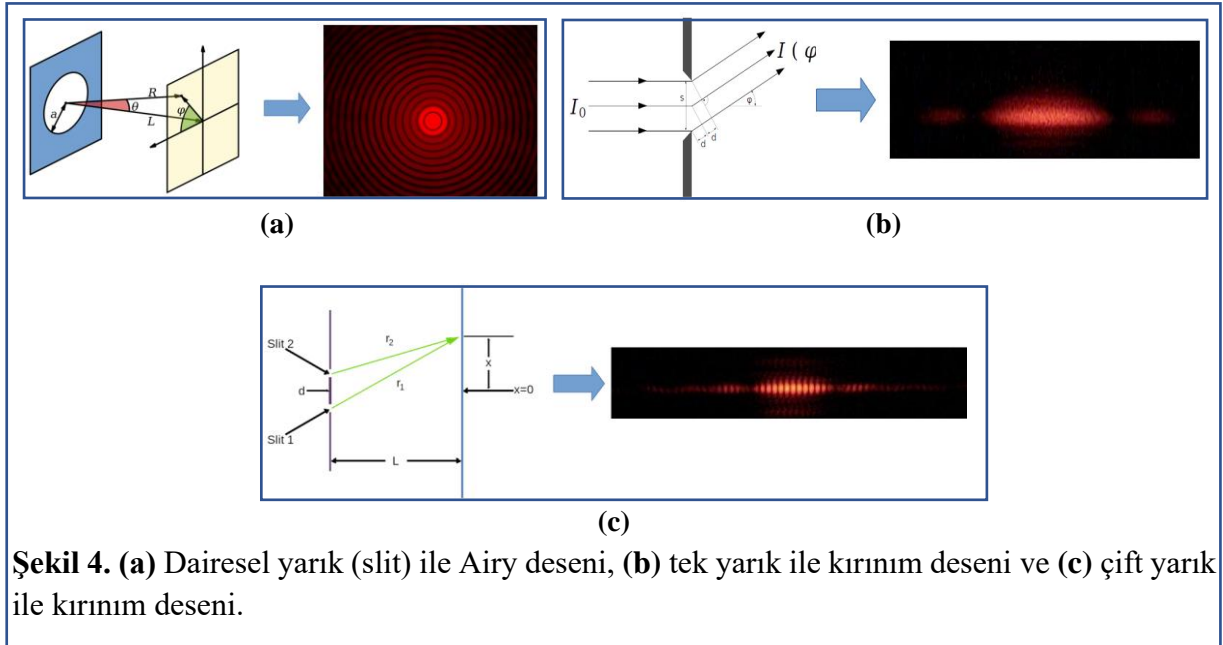 R
θ
a
L
φ
(a)
I ( φ
I₀
s
φ
d
d
(b)
Slit 2
r₂
x
d
r₁
x=0
Slit 1
L
(c)
Şekil 4. (a) Dairesel yarık (slit) ile Airy deseni, (b) tek yarık ile kırınım deseni ve (c) çift yarık
ile kırınım deseni.